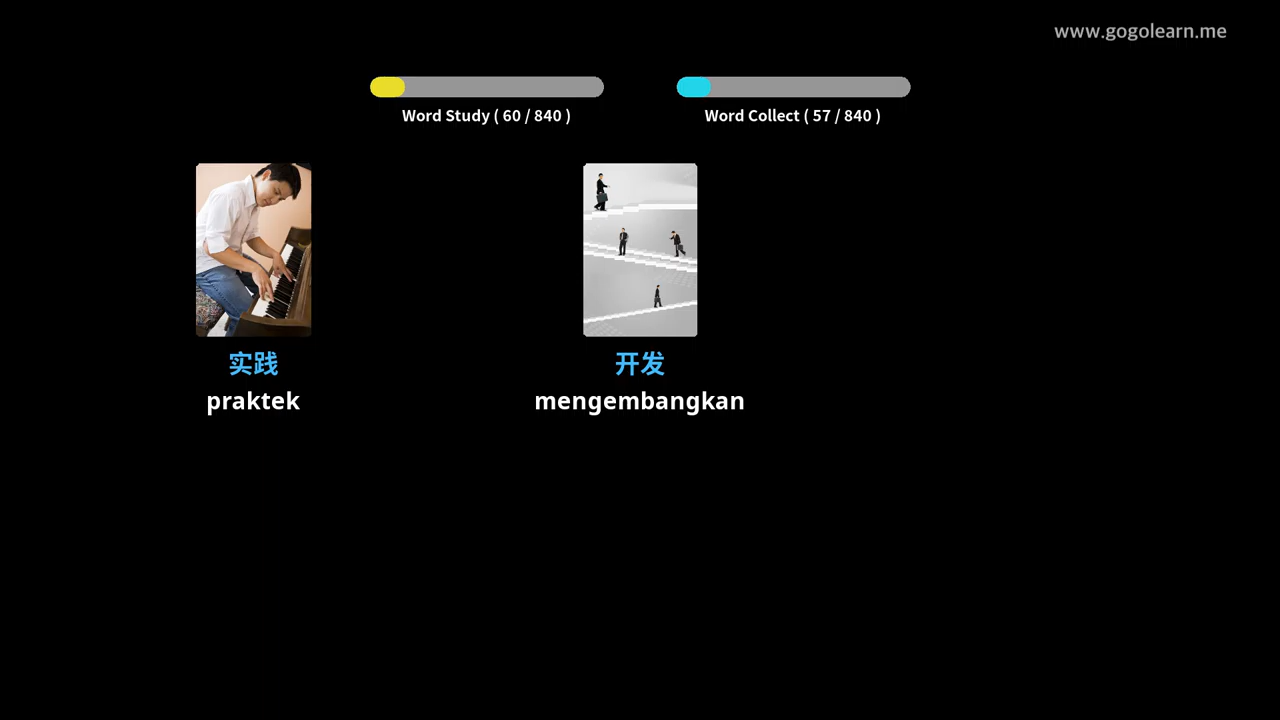 www.gogolearn.me
Word Study ( 60 / 840 )
Word Collect ( 57 / 840 )
实践
praktek
开发
mengembangkan